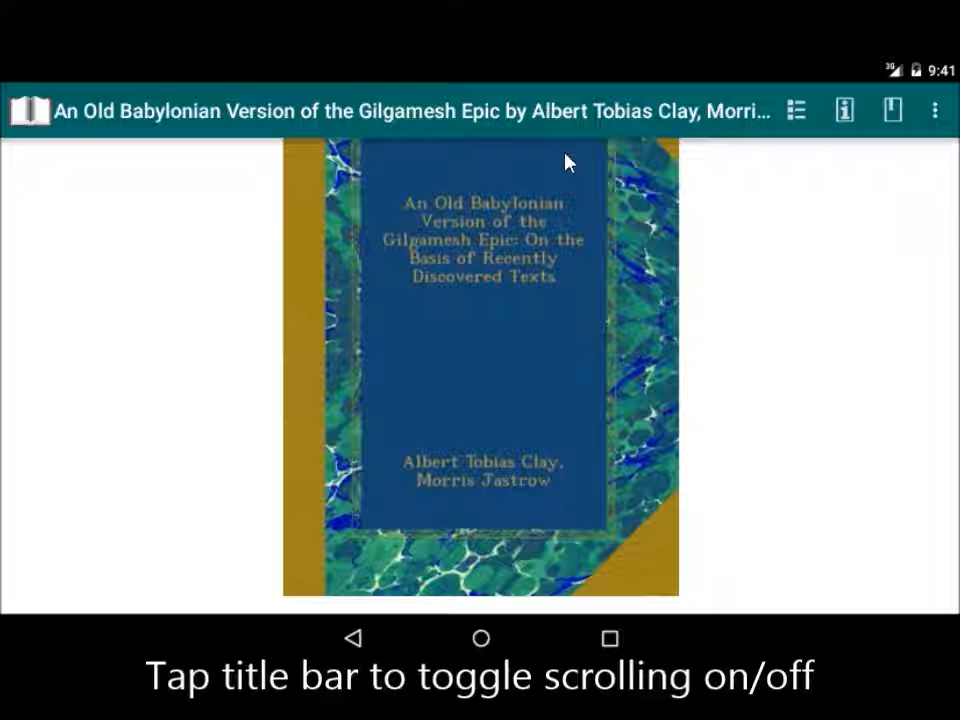 3G 9:41
An Old Babylonian Version of the Gilgamesh Epic by Albert Tobias Clay, Morri...
An Old Babylonian
Version of the
Gilgamesh Epic: On the
Basis of Recently
Discovered Texts
Albert Tobias Clay,
Morris Jastrow
Tap title bar to toggle scrolling on/off